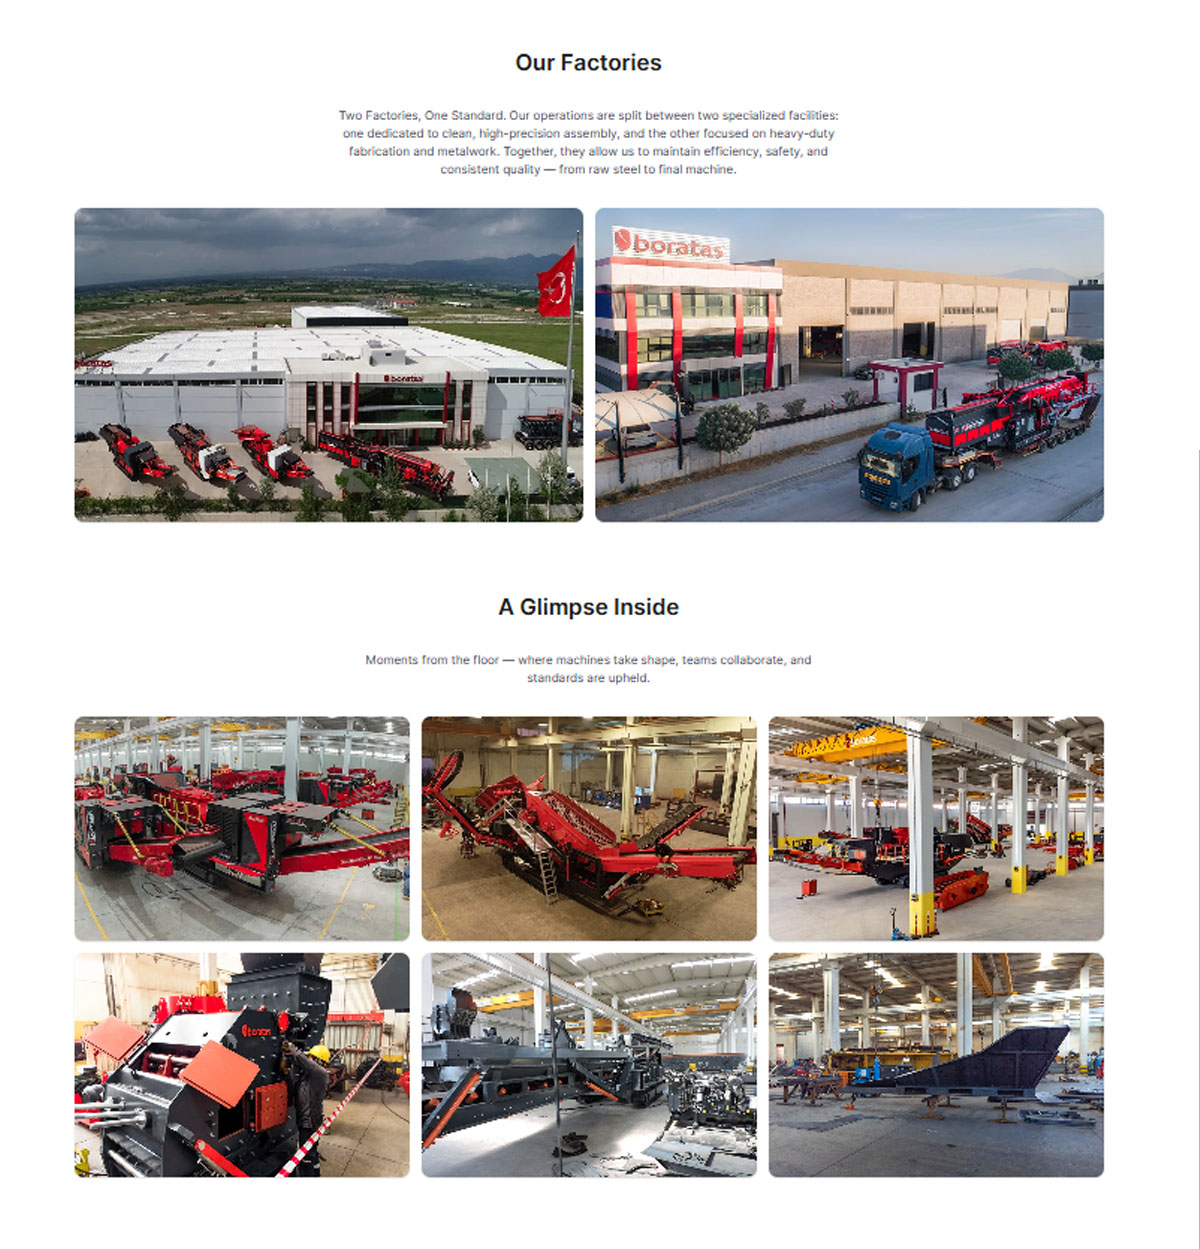 Our Factories
Two Factories, One Standard. Our operations are split between two specialized facilities:
one dedicated to clean, high-precision assembly, and the other focused on heavy-duty
fabrication and metalwork. Together, they allow us to maintain efficiency, safety, and
consistent quality — from raw steel to final machine.
boratas
boratas
A Glimpse Inside
Moments from the floor — where machines take shape, teams collaborate, and
standards are upheld.
boratas
boratas